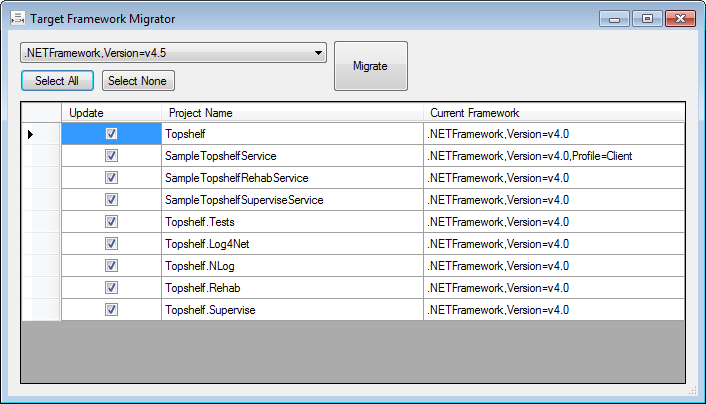 Target Framework Migrator
.NETFramework,Version=v4.5
Migrate
Select All Select None
Update Project Name Current Framework
Topshelf .NETFramework,Version=v4.0
SampleTopshelfService .NETFramework,Version=v4.0,Profile=Client
SampleTopshelfRehabService .NETFramework,Version=v4.0
SampleTopshelfSuperviseService .NETFramework,Version=v4.0
Topshelf.Tests .NETFramework,Version=v4.0
Topshelf.Log4Net .NETFramework,Version=v4.0
Topshelf.NLog .NETFramework,Version=v4.0
Topshelf.Rehab .NETFramework,Version=v4.0
Topshelf.Supervise .NETFramework,Version=v4.0